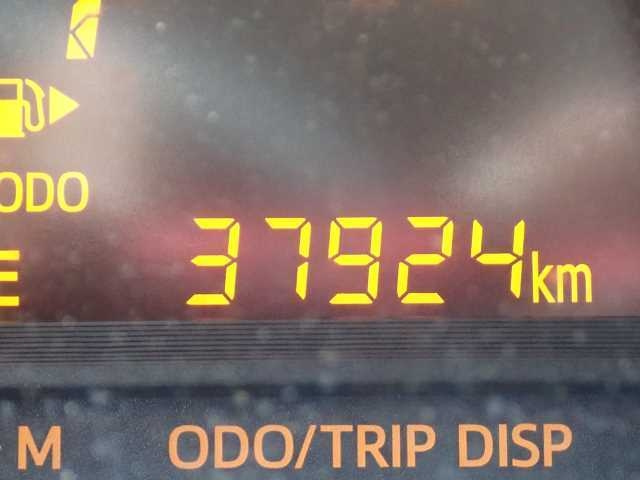 ODO
E
37924km
M ODO/TRIP DISP